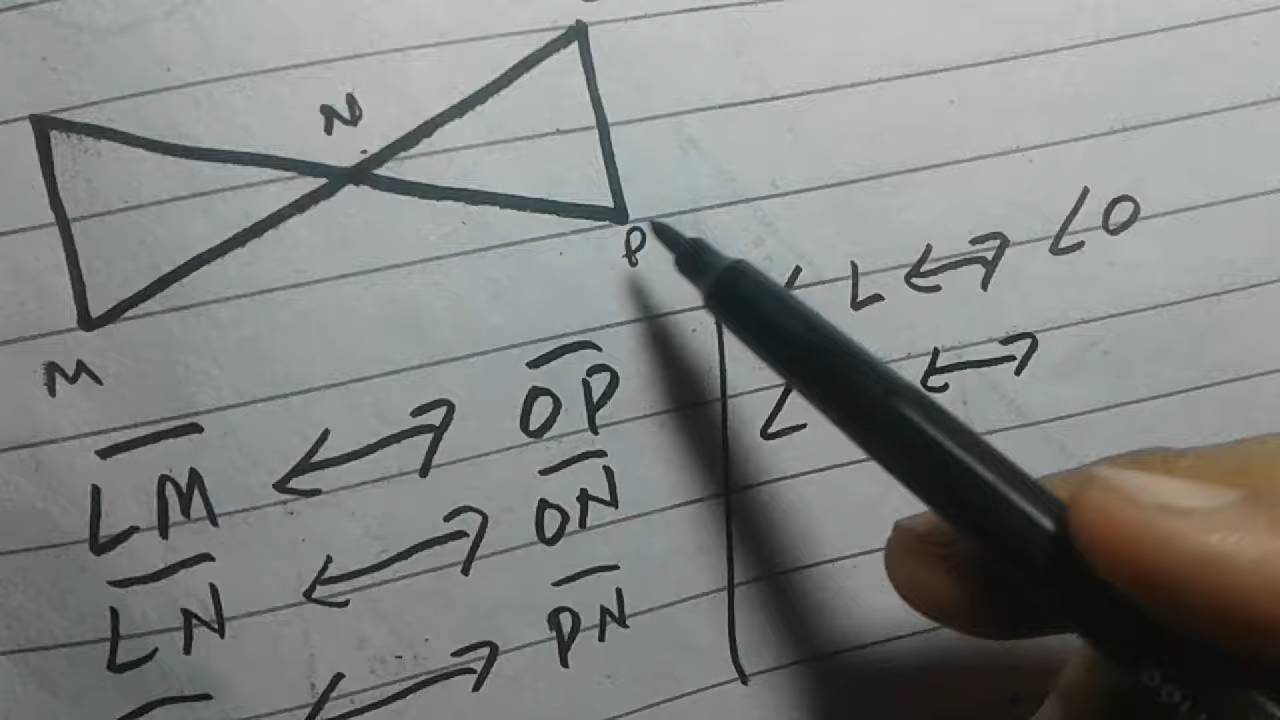 N
P
M
LM ↔ OP
LN ↔ ON
↔ PN
∠L ↔ ∠O
∠ ↔